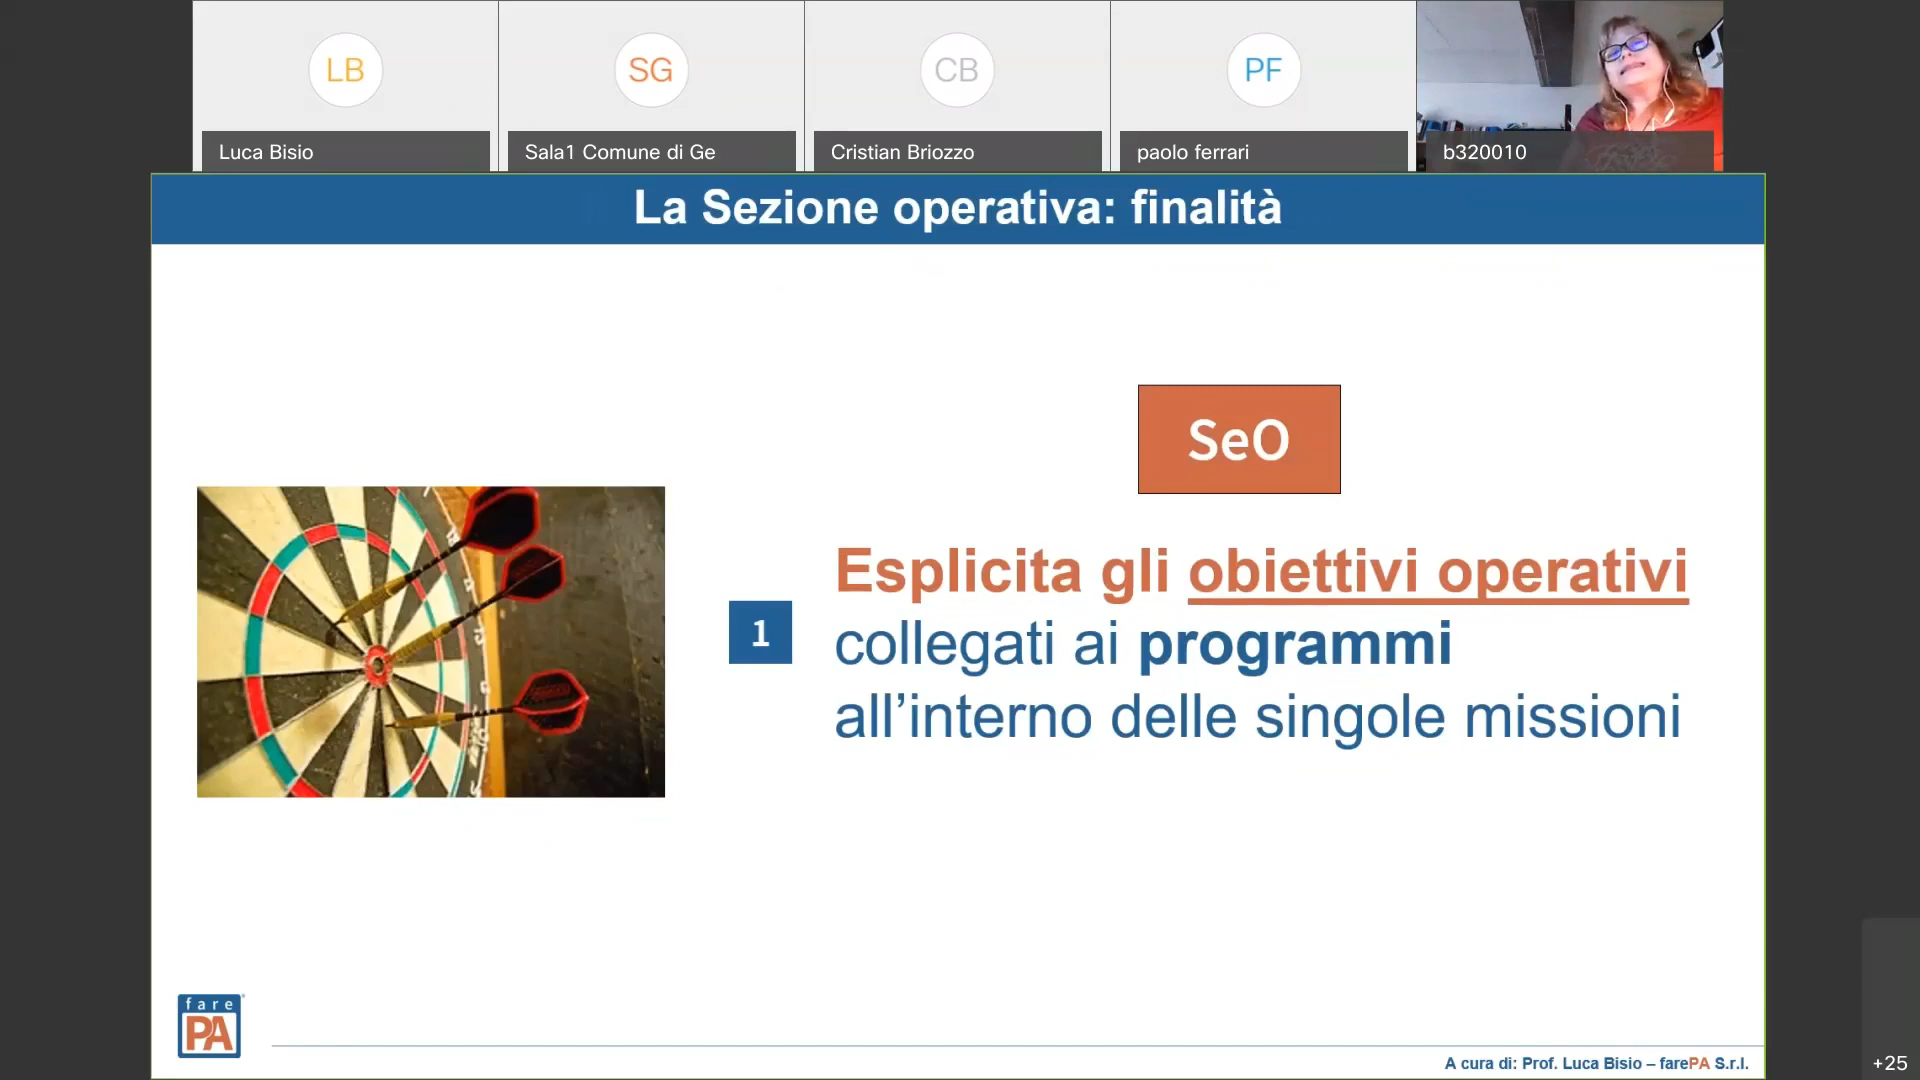 LB
SG
CB
PF
Luca Bisio
Sala1 Comune di Ge
Cristian Briozzo
paolo ferrari
b320010
La Sezione operativa: finalità
SeO
1
Esplicita gli obiettivi operativi
collegati ai programmi
all’interno delle singole missioni
fare
PA
A cura di: Prof. Luca Bisio – farePA S.r.l.
+25